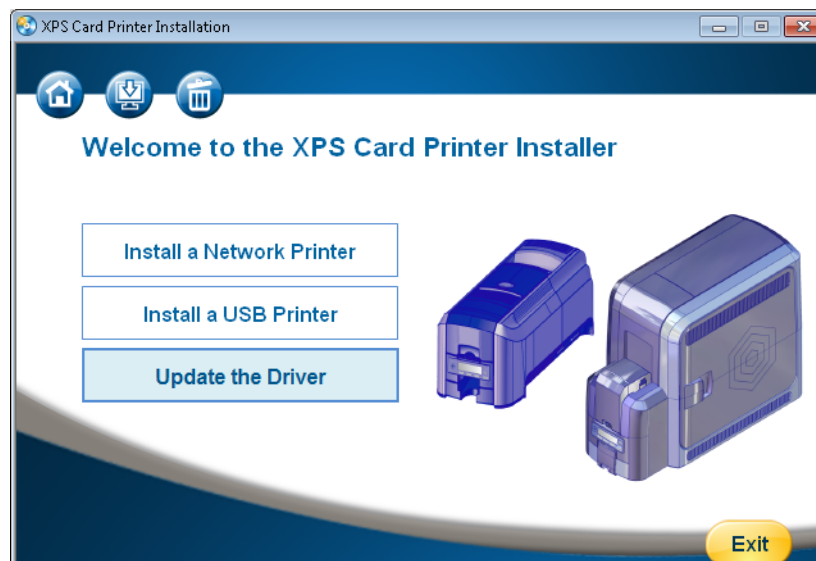 XPS Card Printer Installation
Welcome to the XPS Card Printer Installer
Install a Network Printer
Install a USB Printer
Update the Driver
Exit